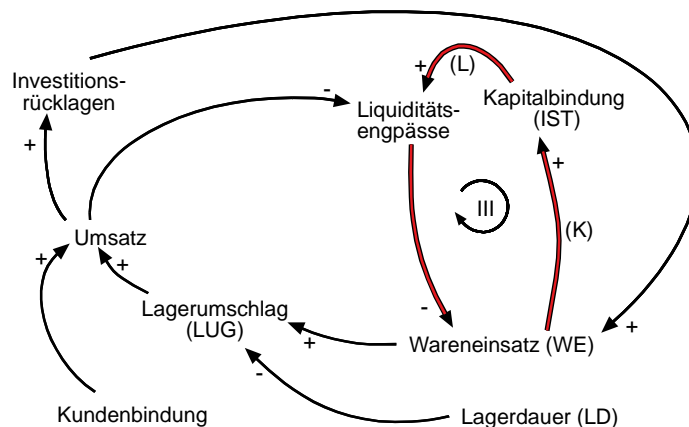 +
(L)
-
Investitions-
rücklagen
Liquiditäts-
engpässe
Kapitalbindung
(IST)
+
+
III
(K)
Umsatz
+
+
Lagerumschlag
(LUG)
-
+
+
Wareneinsatz (WE)
-
Kundenbindung
Lagerdauer (LD)